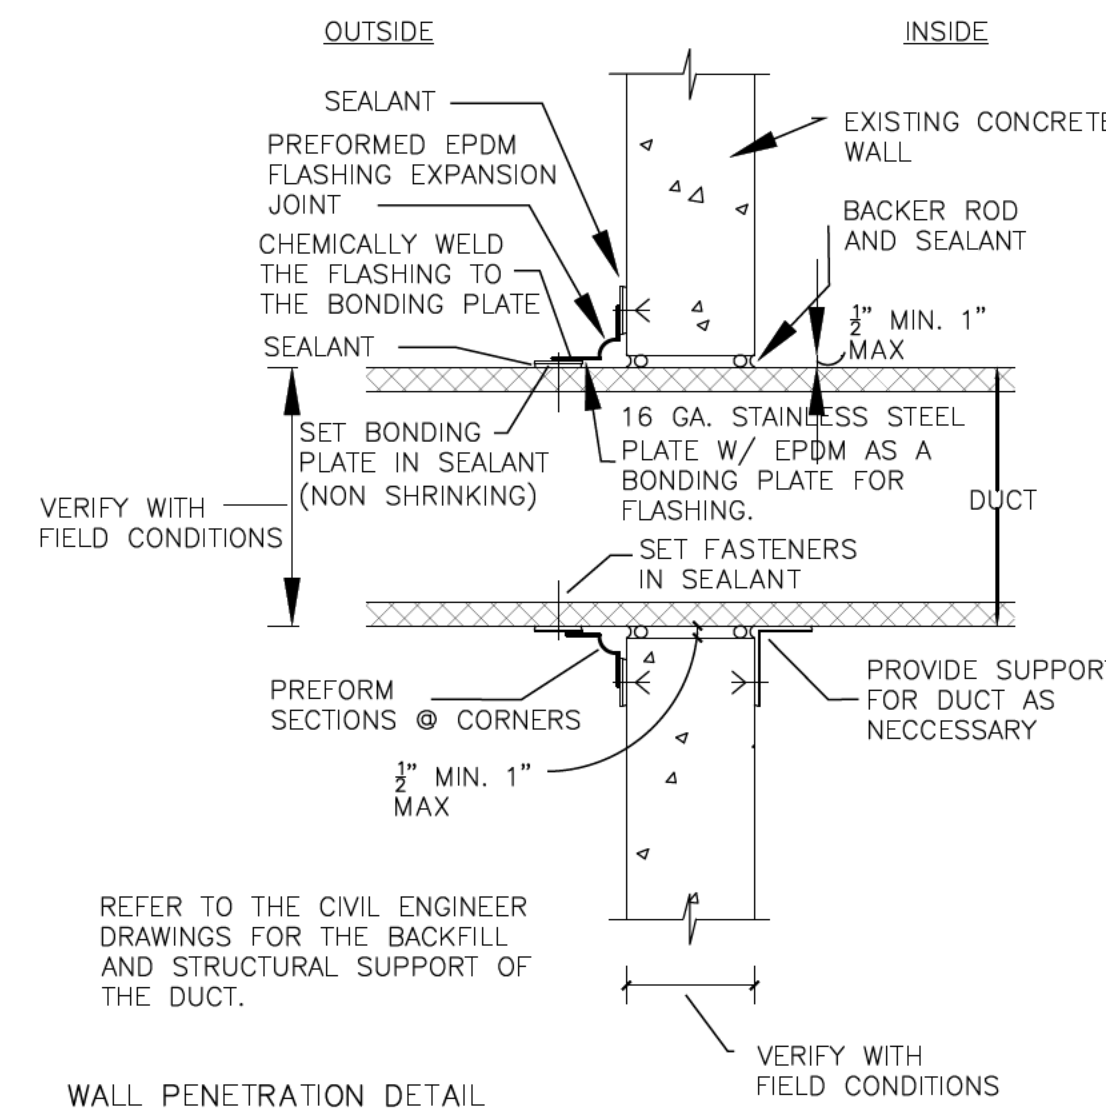 OUTSIDE
INSIDE
SEALANT
PREFORMED EPDM
FLASHING EXPANSION
JOINT
CHEMICALLY WELD
THE FLASHING TO
THE BONDING PLATE
SEALANT
EXISTING CONCRETE
WALL
BACKER ROD
AND SEALANT
½" MIN. 1"
MAX
SET BONDING
PLATE IN SEALANT
(NON SHRINKING)
16 GA. STAINLESS STEEL
PLATE W/ EPDM AS A
BONDING PLATE FOR
FLASHING.
VERIFY WITH
FIELD CONDITIONS
DUCT
SET FASTENERS
IN SEALANT
PREFORM
SECTIONS @ CORNERS
PROVIDE SUPPORT
FOR DUCT AS
NECCESSARY
½" MIN. 1"
MAX
REFER TO THE CIVIL ENGINEER
DRAWINGS FOR THE BACKFILL
AND STRUCTURAL SUPPORT OF
THE DUCT.
VERIFY WITH
FIELD CONDITIONS
WALL PENETRATION DETAIL